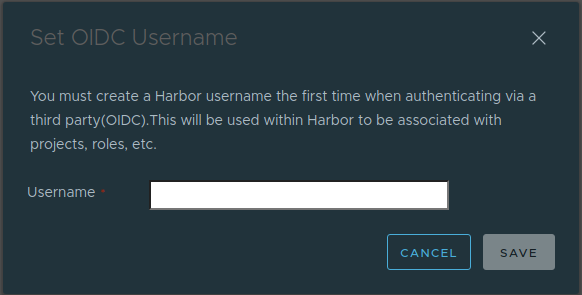 Set OIDC Username
You must create a Harbor username the first time when authenticating via a
third party(OIDC).This will be used within Harbor to be associated with
projects, roles, etc.
Username *
CANCEL SAVE